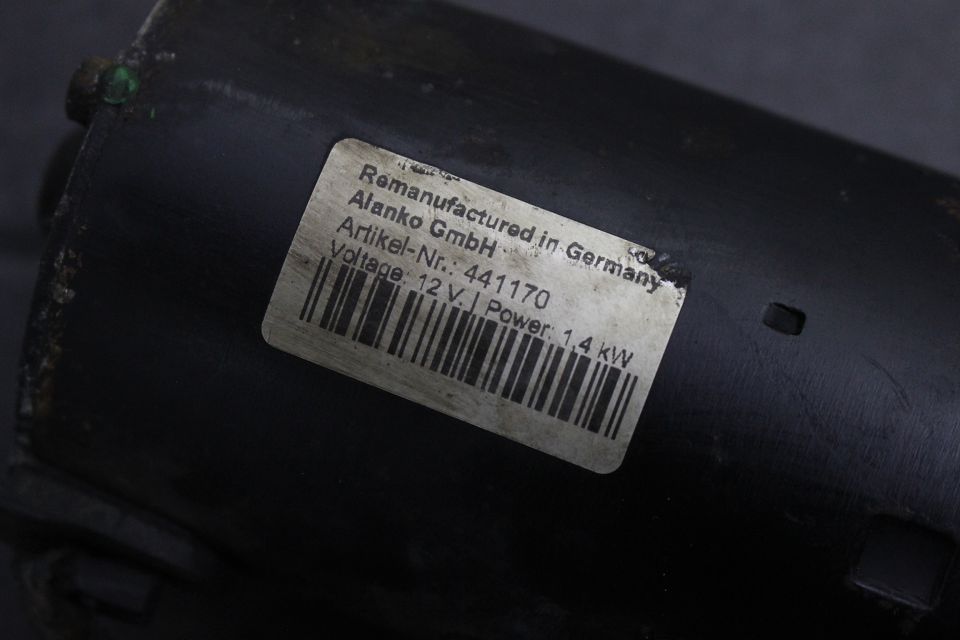 Remanufactured in Germany
Alanko GmbH
Artikel-Nr.: 441170
Voltage: 12 V. | Power: 1,4 kW